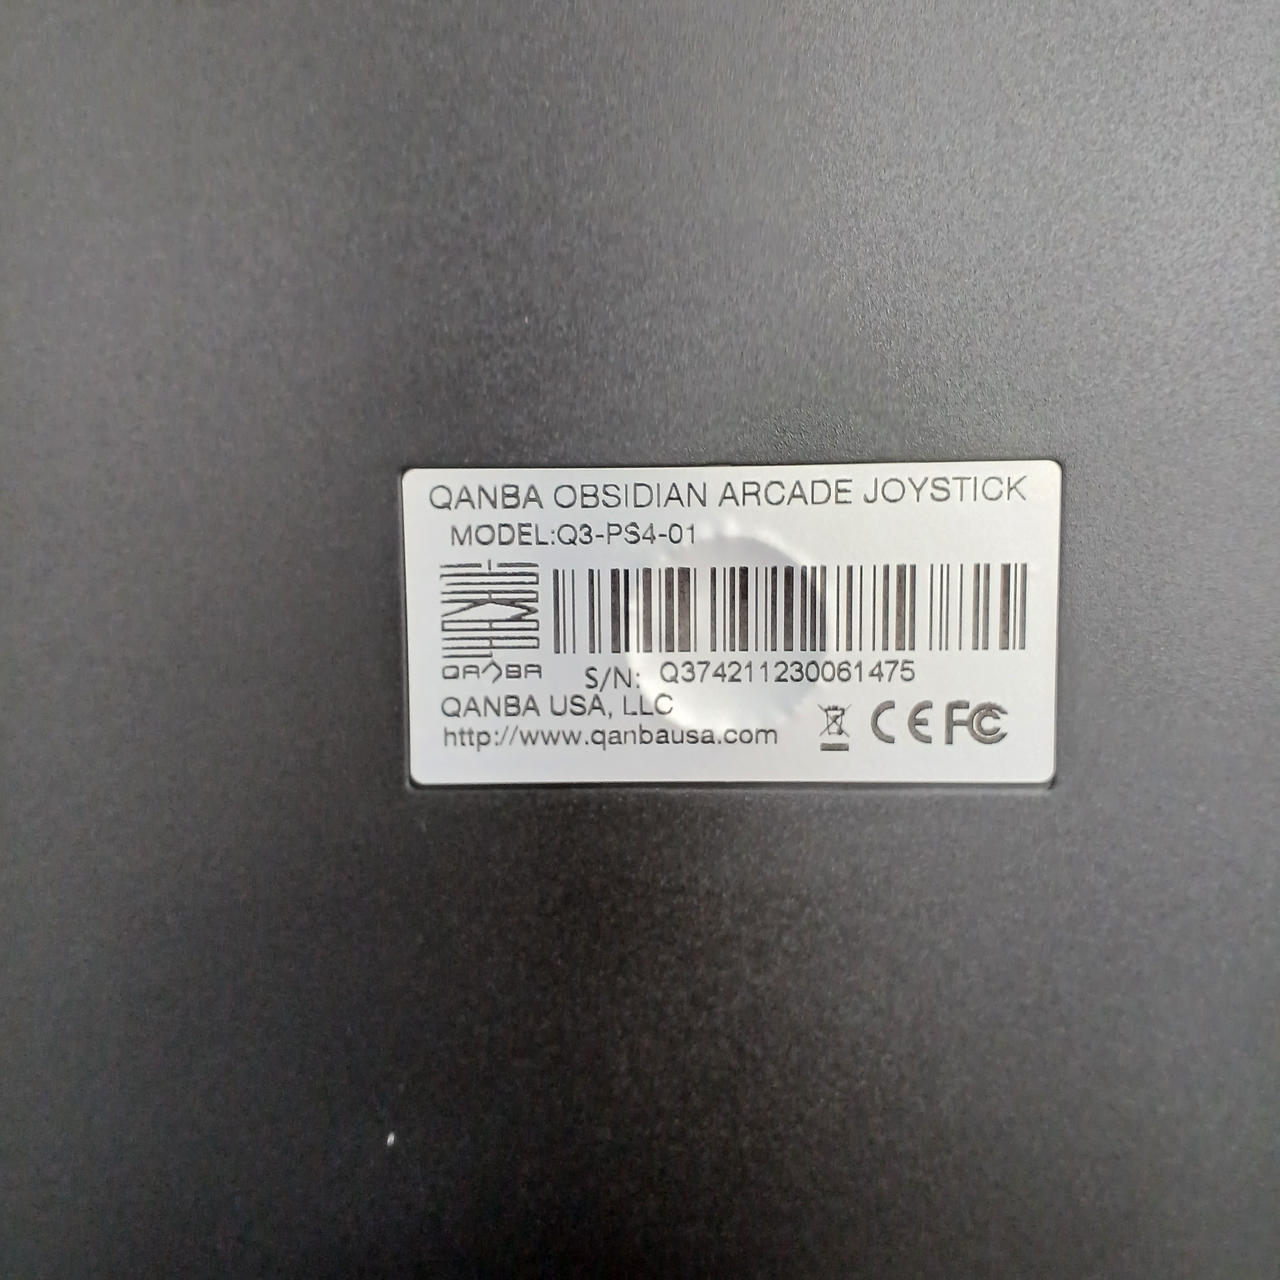 QANBA OBSIDIAN ARCADE JOYSTICK
MODEL:Q3-PS4-01
QANBA
S/N: Q374211230061475
QANBA USA, LLC
http://www.qanbausa.com
CE FC